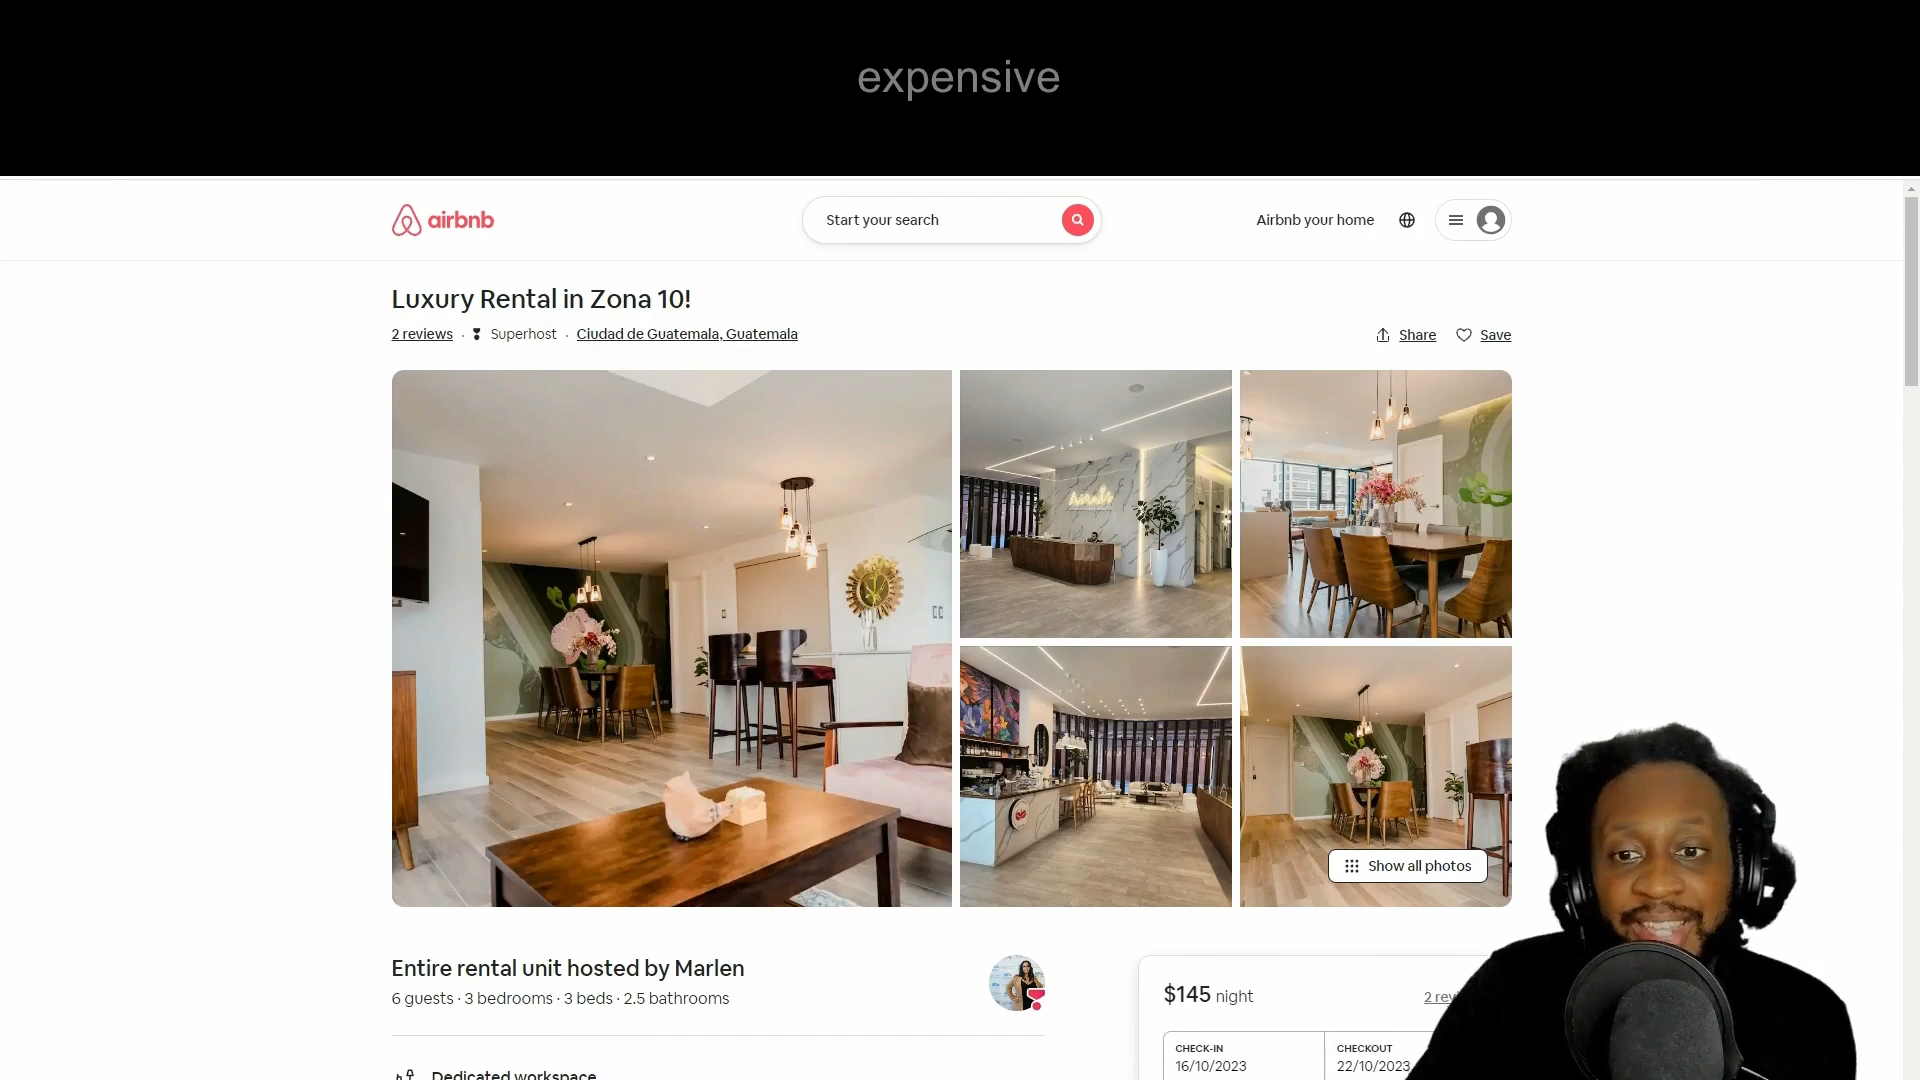 expensive
airbnb
Start your search
Airbnb your home
Luxury Rental in Zona 10!
2 reviews · Superhost · Ciudad de Guatemala, Guatemala
Share
Save
Show all photos
Entire rental unit hosted by Marlen
6 guests · 3 bedrooms · 3 beds · 2.5 bathrooms
$145 night
2
CHECK-IN
16/10/2023
CHECKOUT
22/10/2023
Dedicated workspace